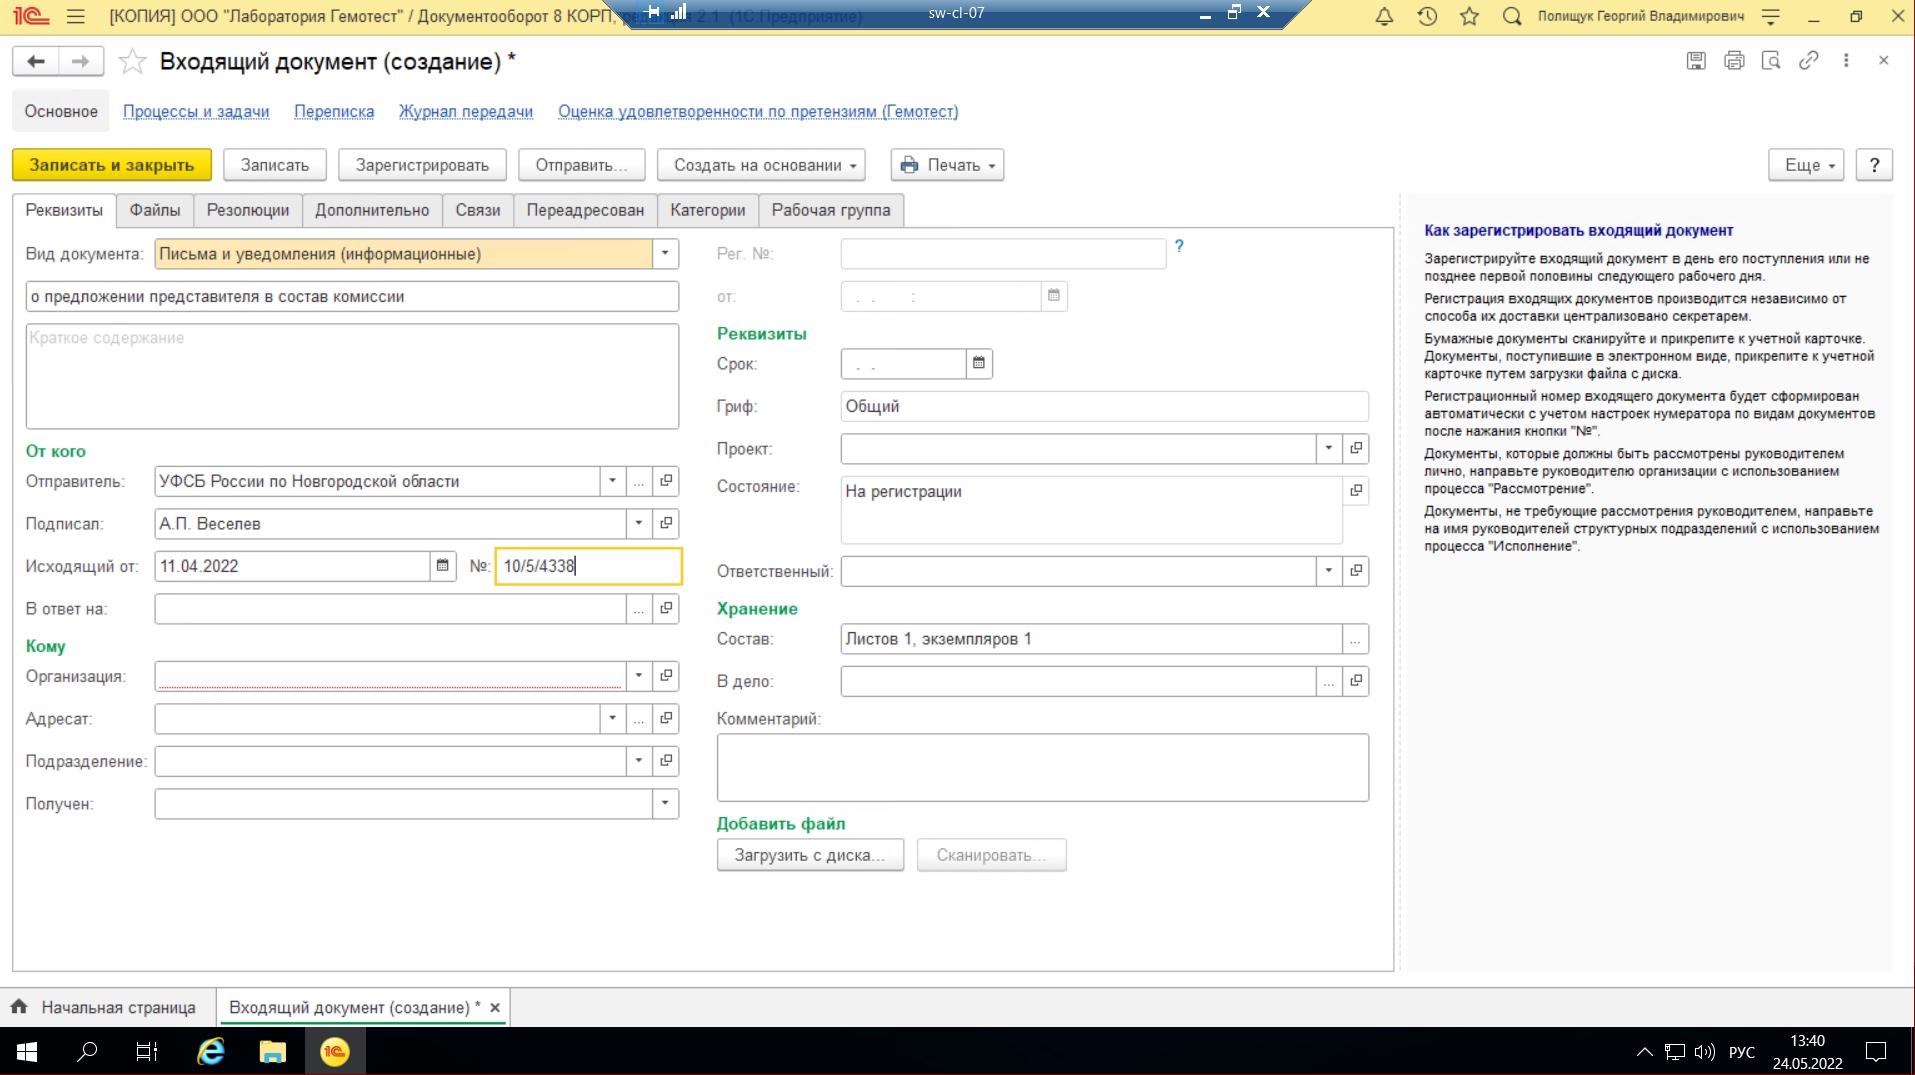 [КОПИЯ] ООО "Лаборатория Гемотест" / Документооборот 8 КОРП, редакция 2.1 (1С:Предприятие)
sw-cl-07
Полищук Георгий Владимирович
Входящий документ (создание) *
Основное
Процессы и задачи
Переписка
Журнал передачи
Оценка удовлетворенности по претензиям (Гемотест)
Записать и закрыть
Записать
Зарегистрировать
Отправить...
Создать на основании
Печать
Еще
?
Реквизиты
Файлы
Резолюции
Дополнительно
Связи
Переадресован
Категории
Рабочая группа
Вид документа: Письма и уведомления (информационные)
о предложении представителя в состав комиссии
Краткое содержание
От кого
Отправитель: УФСБ России по Новгородской области
Подписал: А.П. Веселев
Исходящий от: 11.04.2022 №: 10/5/4338
В ответ на:
Кому
Организация:
Адресат:
Подразделение:
Получен:
Рег. №: ?
от: . . :
Реквизиты
Срок: . .
Гриф: Общий
Проект:
Состояние: На регистрации
Ответственный:
Хранение
Состав: Листов 1, экземпляров 1
В дело:
Комментарий:
Добавить файл
Загрузить с диска...
Сканировать...
Как зарегистрировать входящий документ
Зарегистрируйте входящий документ в день его поступления или не
позднее первой половины следующего рабочего дня.
Регистрация входящих документов производится независимо от
способа их доставки централизовано секретарем.
Бумажные документы сканируйте и прикрепите к учетной карточке.
Документы, поступившие в электронном виде, прикрепите к учетной
карточке путем загрузки файла с диска.
Регистрационный номер входящего документа будет сформирован
автоматически с учетом настроек нумератора по видам документов
после нажания кнопки "№".
Документы, которые должны быть рассмотрены руководителем
лично, направьте руководителю организации с использованием
процесса "Рассмотрение".
Документы, не требующие рассмотрения руководителем, направьте
на имя руководителей структурных подразделений с использованием
процесса "Исполнение".
Начальная страница
Входящий документ (создание) *
РУС
13:40
24.05.2022